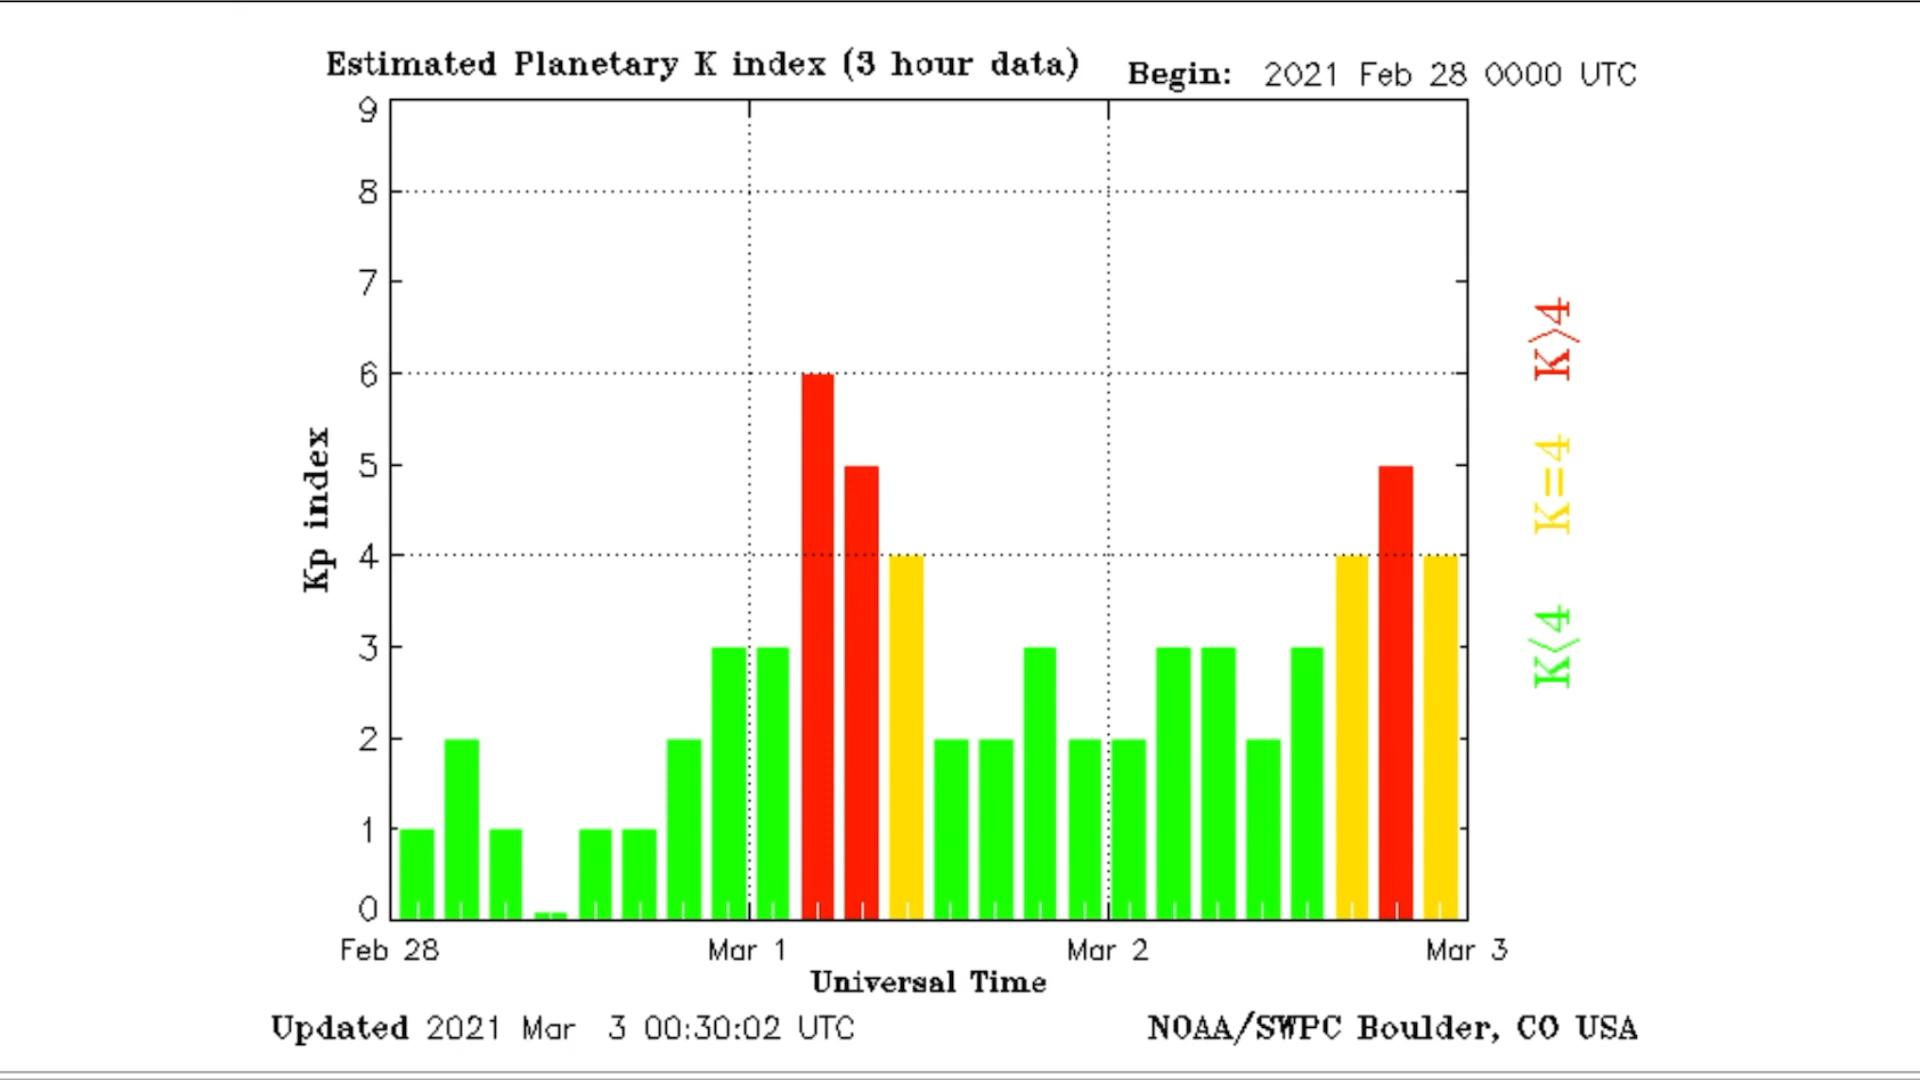 Estimated Planetary K index (3 hour data) Begin: 2021 Feb 28 0000 UTC
9
8
7
6
5
4
3
2
1
0
Kp index
K>4
K=4
K<4
Feb 28 Mar 1 Mar 2 Mar 3
Universal Time
Updated 2021 Mar 3 00:30:02 UTC NOAA/SWPC Boulder, CO USA